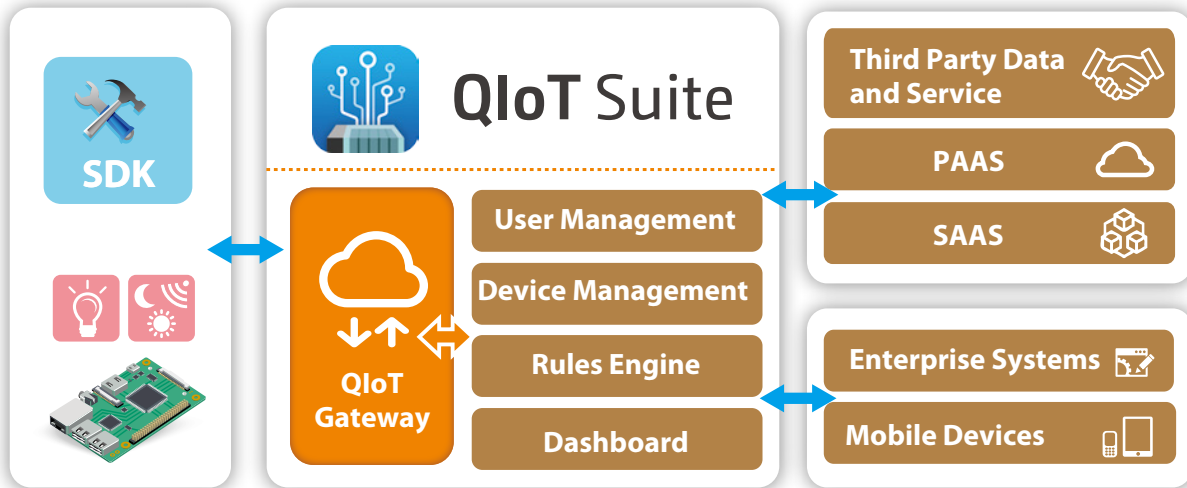 SDK
QIoT Suite
QIoT
Gateway
User Management
Device Management
Rules Engine
Dashboard
Third Party Data
and Service
PAAS
SAAS
Enterprise Systems
Mobile Devices